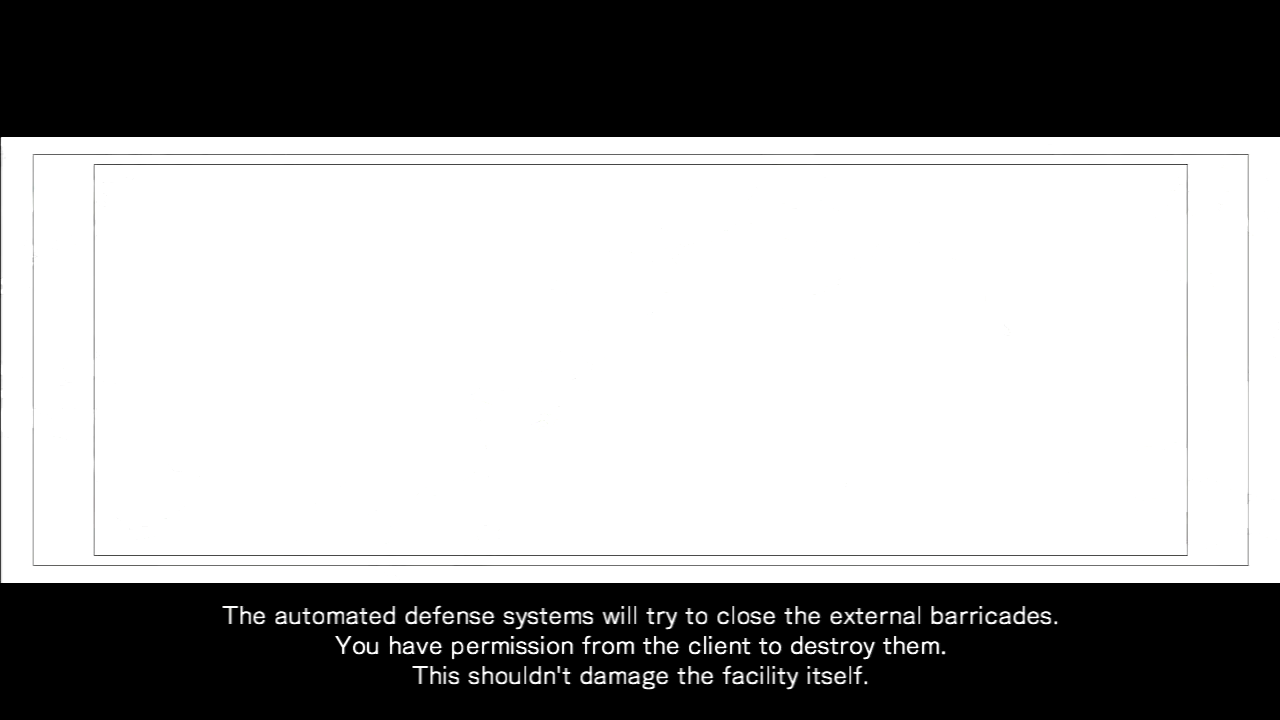 The automated defense systems will try to close the external barricades.
You have permission from the client to destroy them.
This shouldn't damage the facility itself.